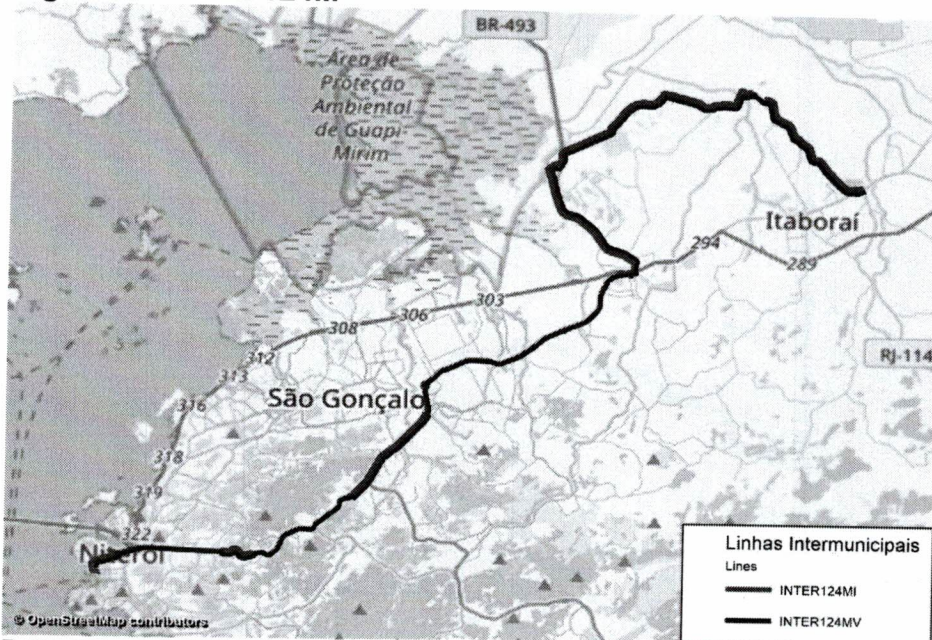 BR-493
Área de
Proteção
Ambiental
de Guapi-
Mirim
Itaboraí
294
289
303
306
308
RJ-114
312
313
São Gonçalo
316
318
319
322
Niterói
Linhas Intermunicipais
Lines
INTER124MI
INTER124MV
© OpenStreetMap contributors